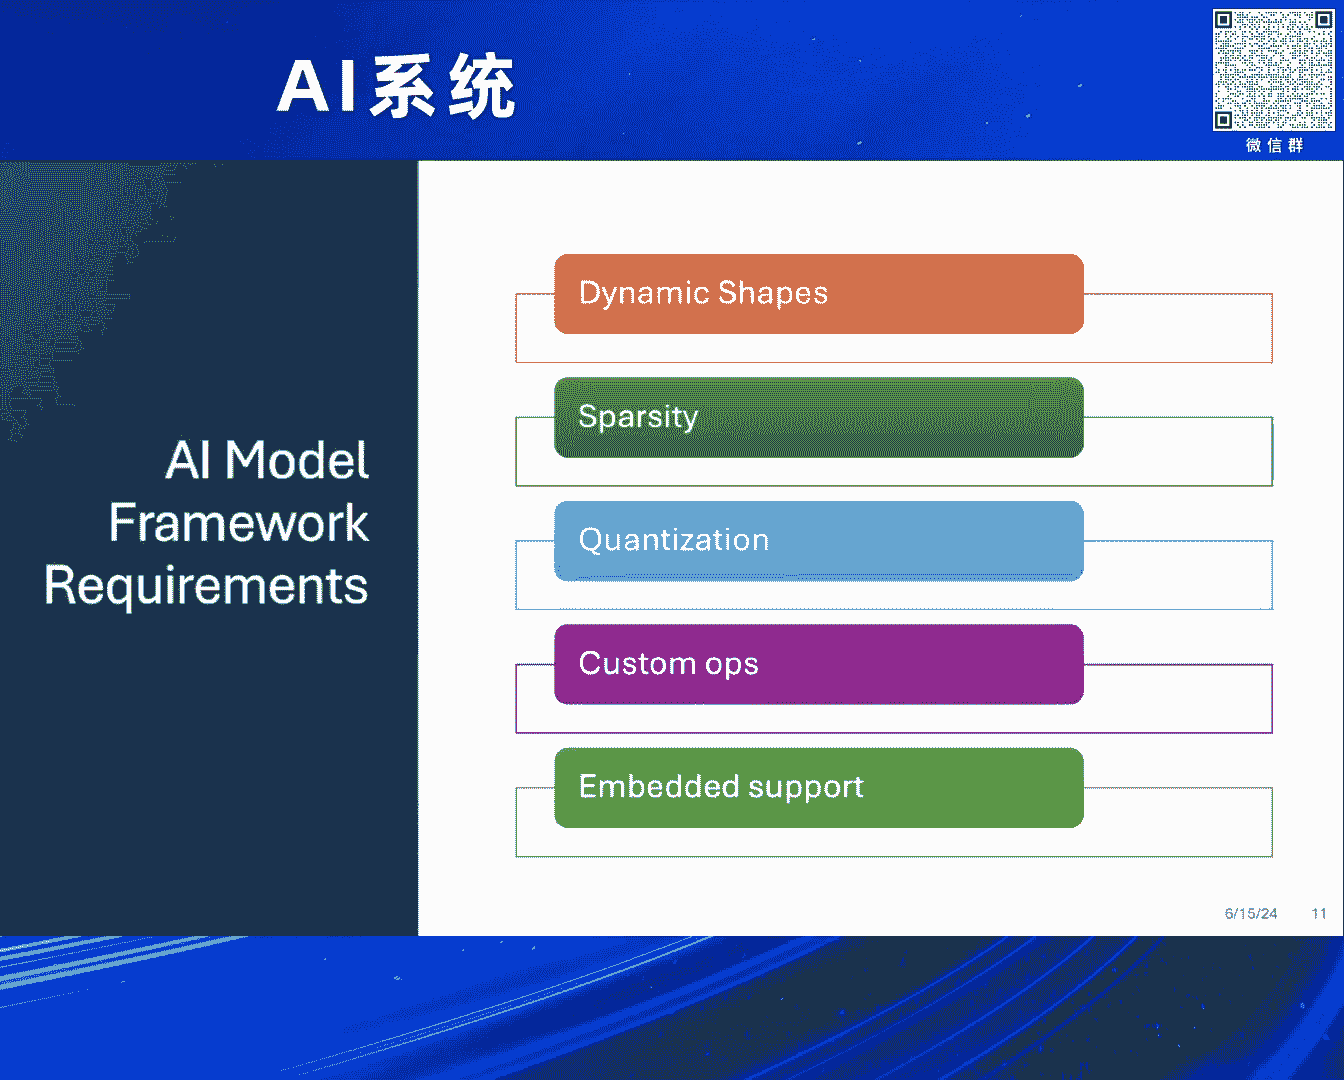 AI系统
微信群
AI Model
Framework
Requirements
Dynamic Shapes
Sparsity
Quantization
Custom ops
Embedded support
6/15/24 11